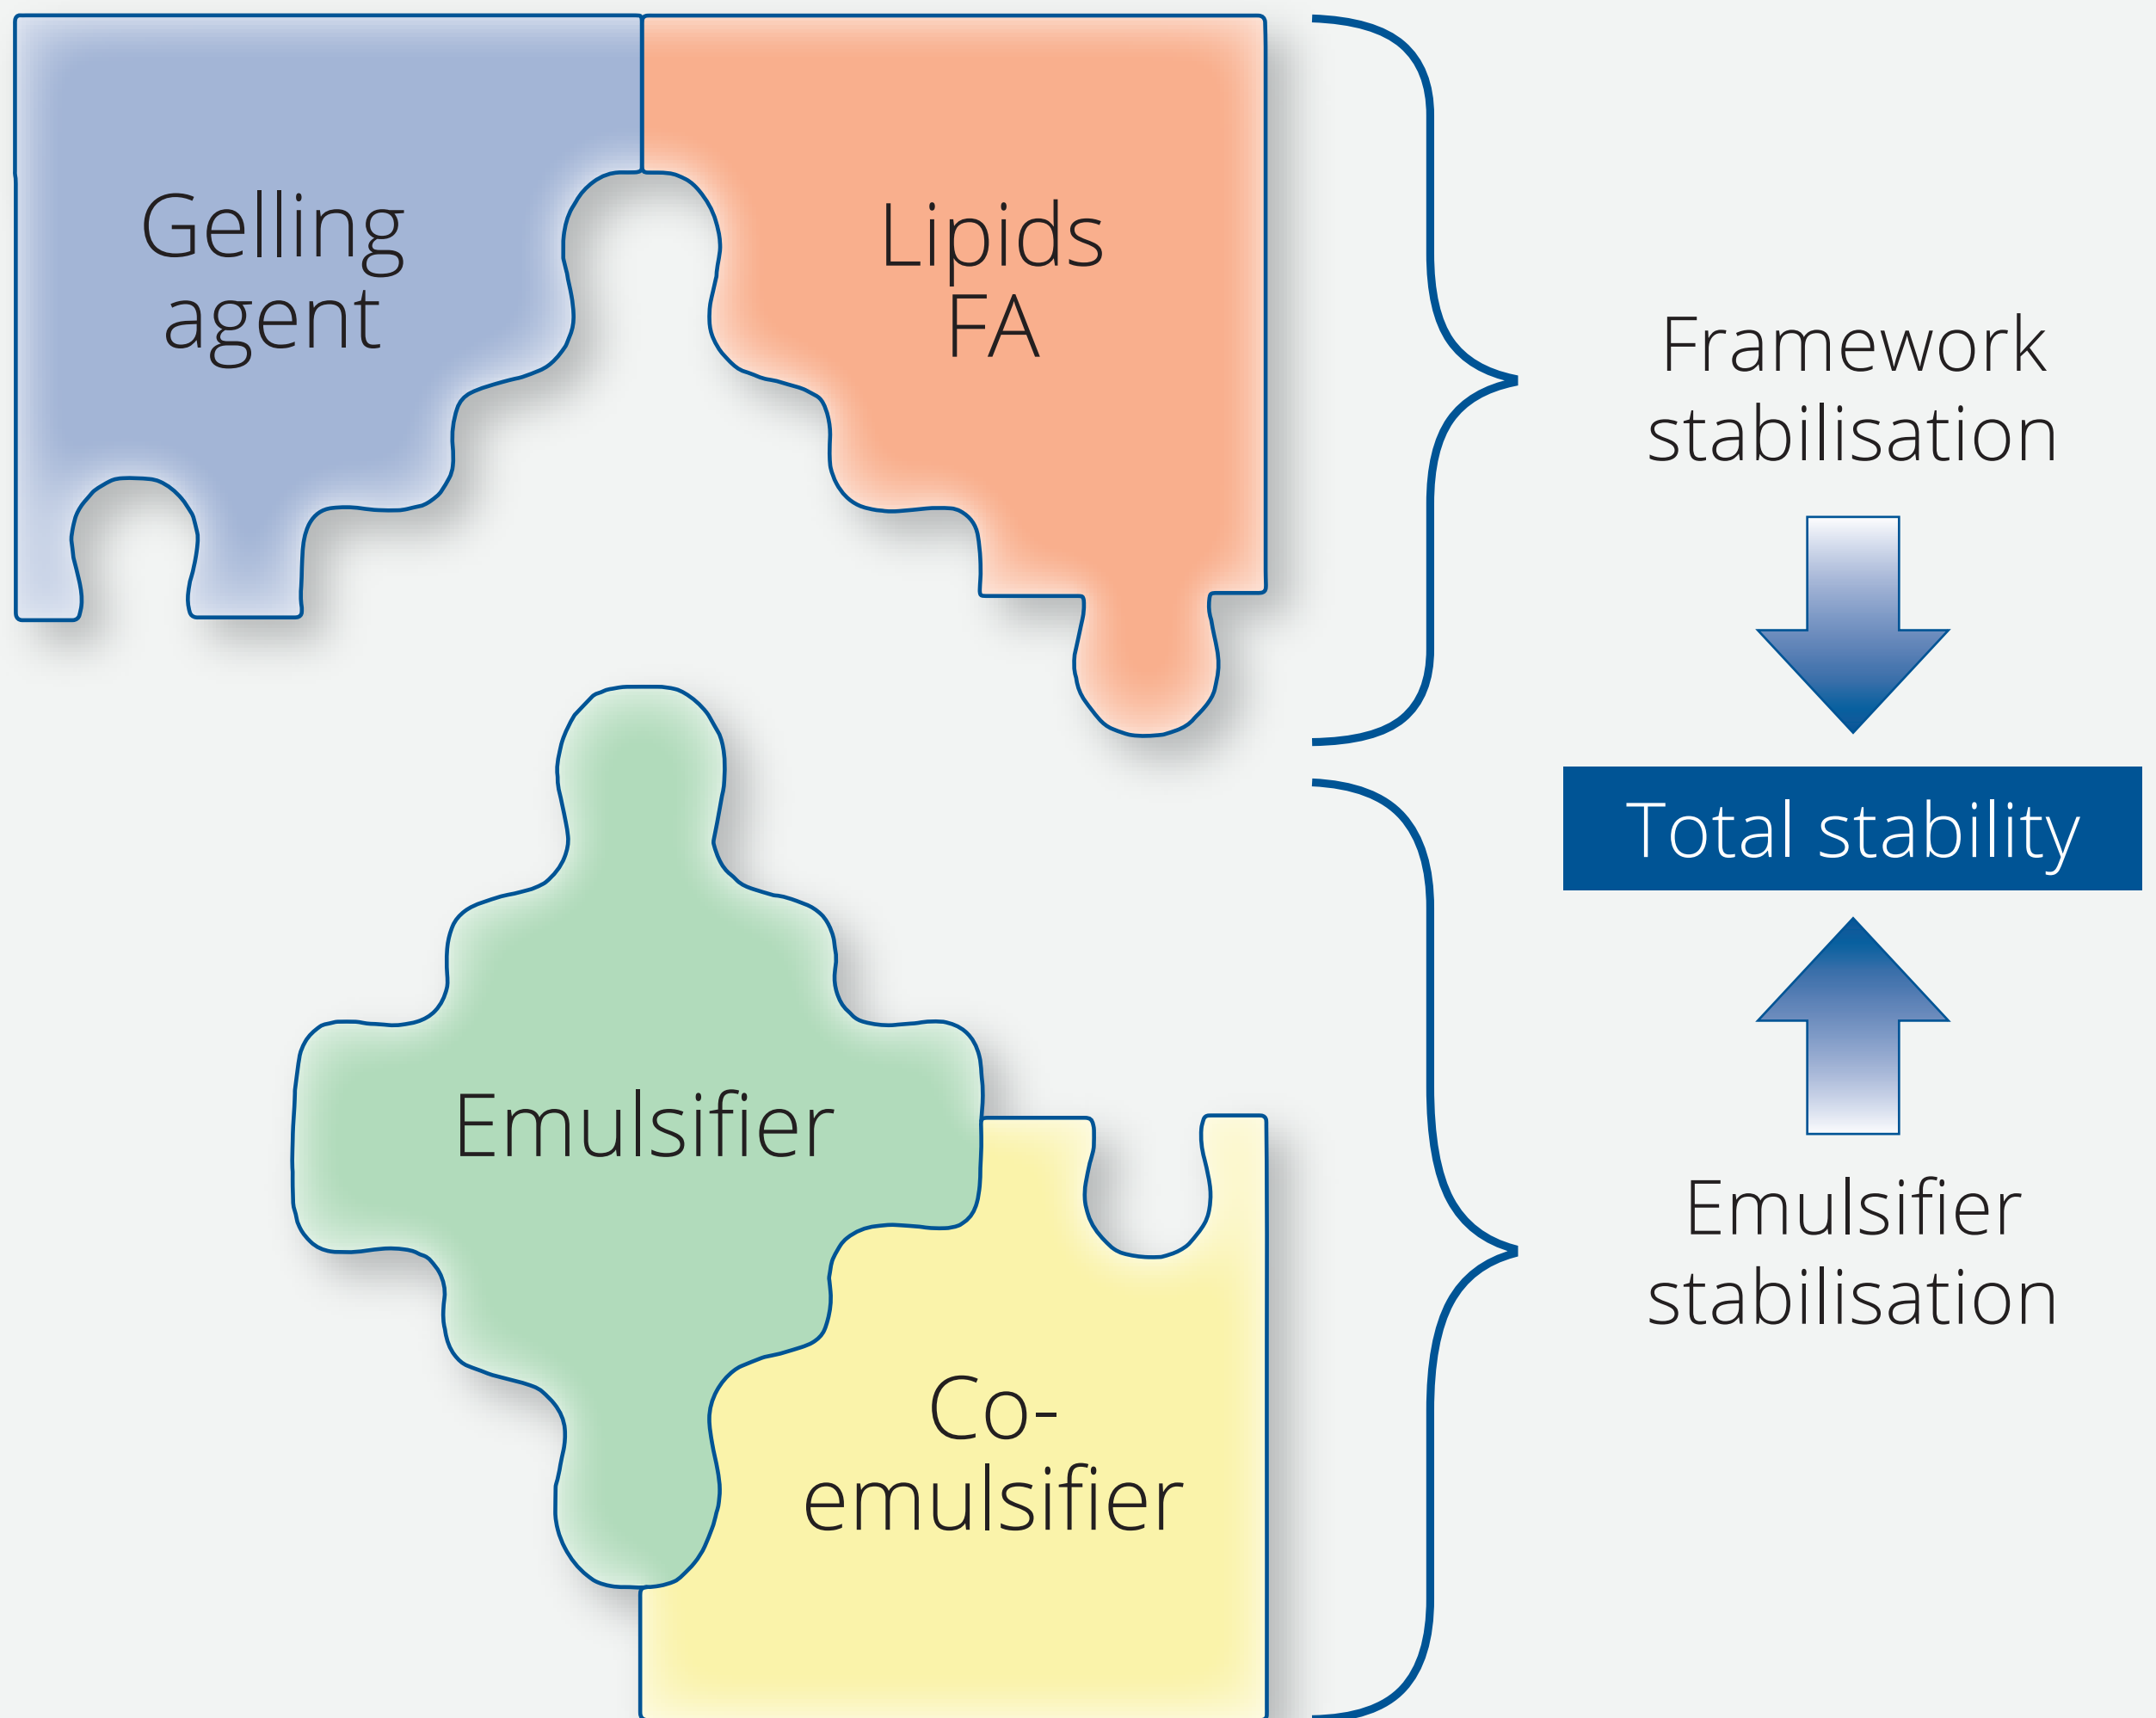 Gelling
agent
Lipids
FA
Framework
stabilisation
Total stability
Emulsifier
Co-
emulsifier
Emulsifier
stabilisation